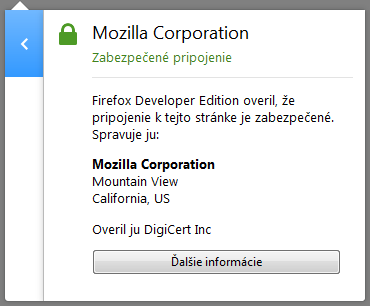 Mozilla Corporation
Zabezpečené pripojenie
Firefox Developer Edition overil, že
pripojenie k tejto stránke je zabezpečené.
Spravuje ju:
Mozilla Corporation
Mountain View
California, US
Overil ju DigiCert Inc
Ďalšie informácie